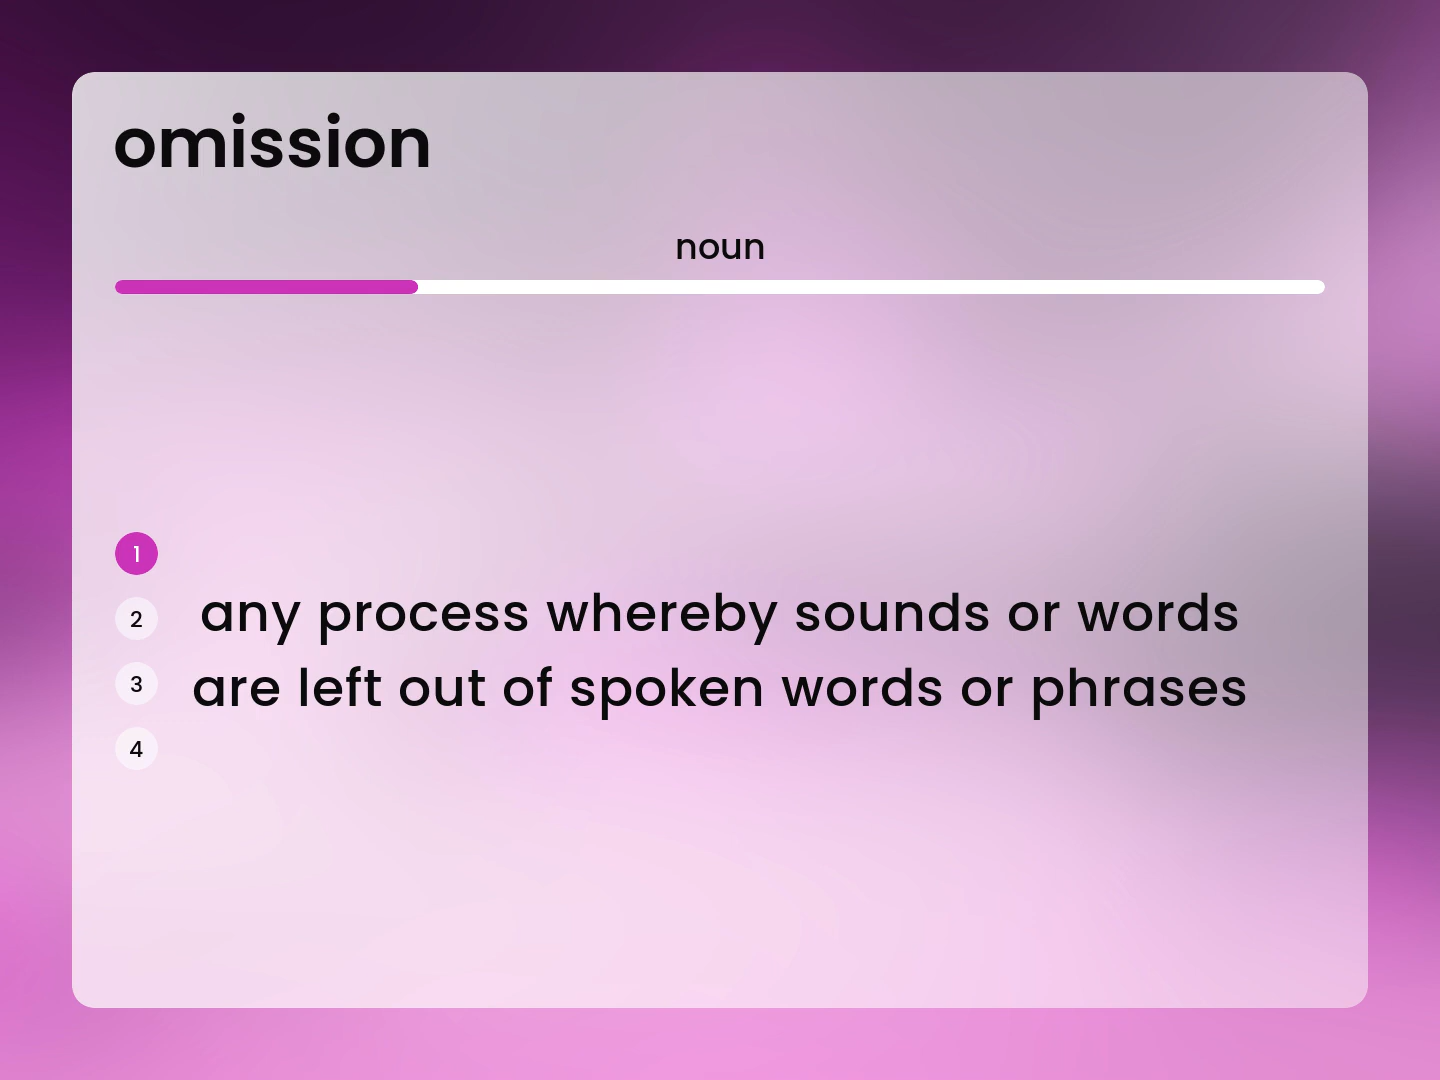 omission
noun
1
2
3
4
any process whereby sounds or words
are left out of spoken words or phrases